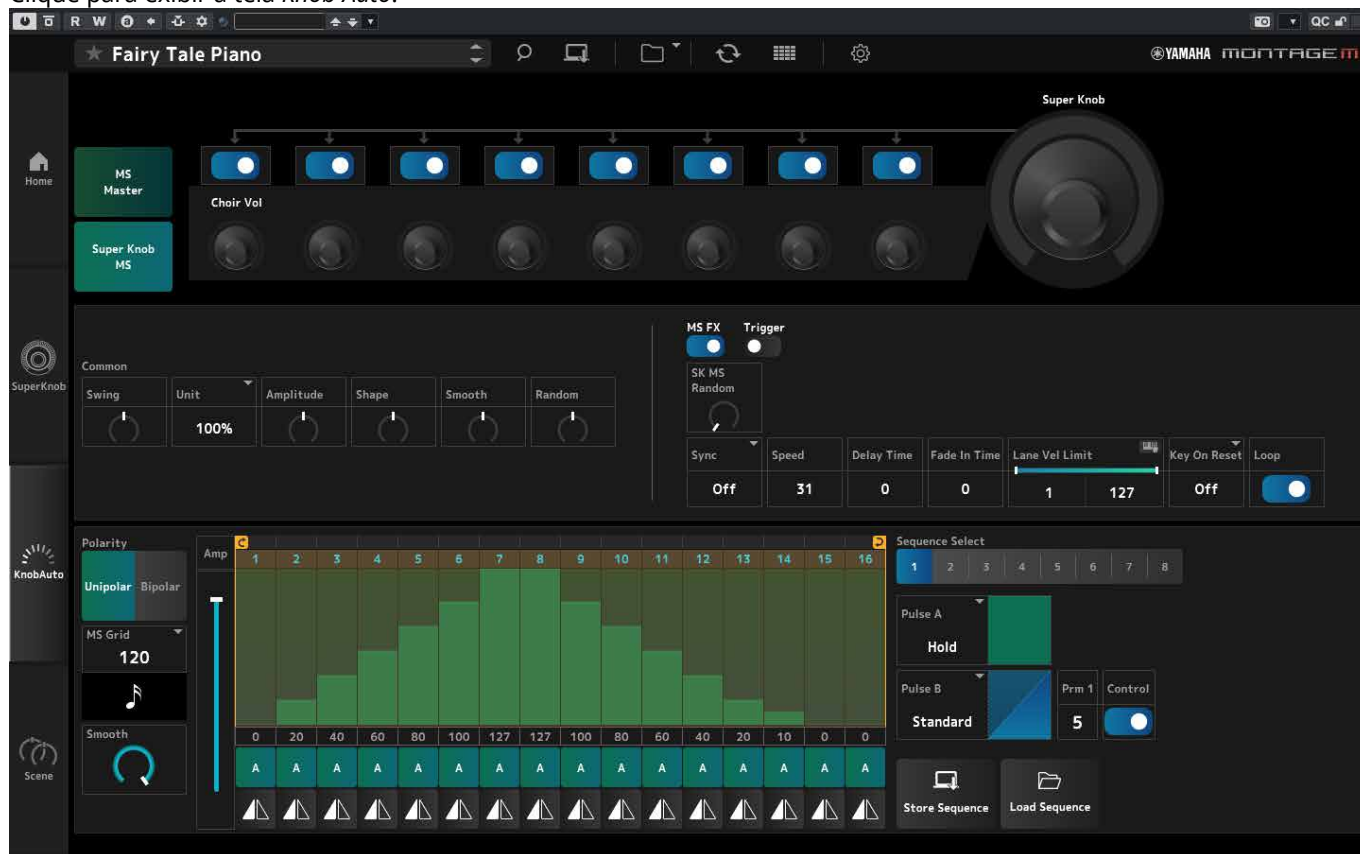 Clique para exibir a tela Knob Auto.
R W
QC
Fairy Tale Piano
YAMAHA MONTAGE M
Super Knob
Home
MS Master
Choir Vol
Super Knob MS
SuperKnob
MS FX Trigger
Common
SK MS Random
Swing Unit Amplitude Shape Smooth Random
100%
Sync Speed Delay Time Fade In Time Lane Vel Limit Key On Reset Loop
Off 31 0 0 1 127 Off
KnobAuto
Polarity
Unipolar Bipolar
Amp
1 2 3 4 5 6 7 8 9 10 11 12 13 14 15 16
Sequence Select
1 2 3 4 5 6 7 8
MS Grid
120
Pulse A
Hold
Pulse B
Standard
Prm 1 Control
5
Smooth
0 20 40 60 80 100 127 127 100 80 60 40 20 10 0 0
A A A A A A A A A A A A A A A A
Scene
Store Sequence Load Sequence